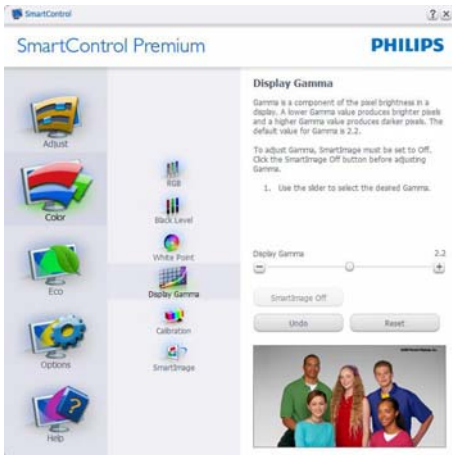 SmartControl
SmartControl Premium
PHILIPS
Adjust
Color
Eco
Options
Help
RGB
Black Level
White Point
Display Gamma
Calibration
SmartImage
Display Gamma
Gamma is a component of the pixel brightness in a
display. A lower Gamma value produces brighter pixels
and a higher Gamma value produces darker pixels. The
default value for Gamma is 2.2.
To adjust Gamma, SmartImage must be set to Off.
Click the SmartImage Off button before adjusting
Gamma.
1. Use the slider to select the desired Gamma.
Display Gamma 2.2
SmartImage Off
Undo Reset